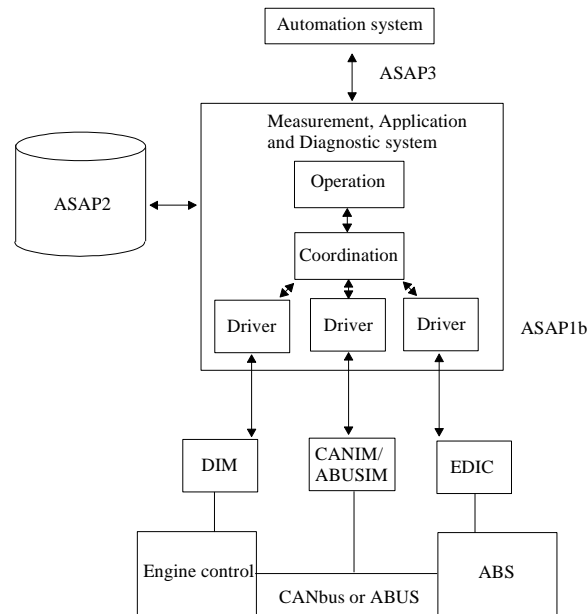 Automation system
ASAP3
Measurement, Application
and Diagnostic system
Operation
ASAP2
Coordination
Driver
Driver
Driver
ASAP1b
DIM
CANIM/
ABUSIM
EDIC
Engine control
ABS
CANbus or ABUS